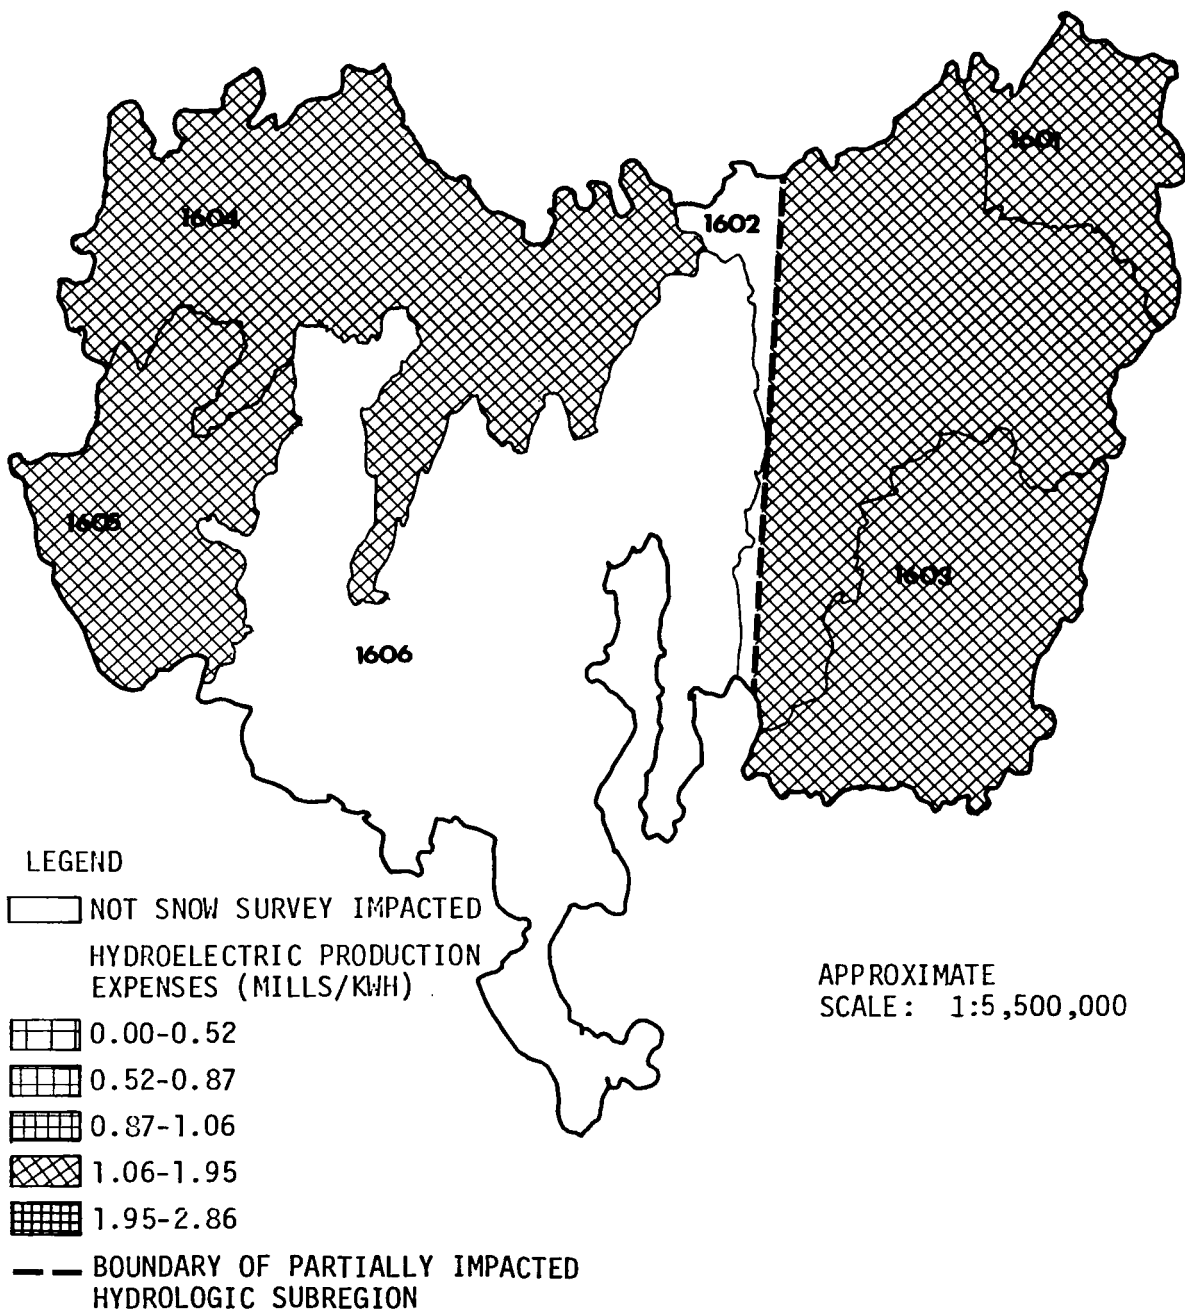 1601
1604
1602
1605
1603
1606
LEGEND
NOT SNOW SURVEY IMPACTED
HYDROELECTRIC PRODUCTION
EXPENSES (MILLS/KWH)
0.00-0.52
0.52-0.87
0.87-1.06
1.06-1.95
1.95-2.86
BOUNDARY OF PARTIALLY IMPACTED
HYDROLOGIC SUBREGION
APPROXIMATE
SCALE: 1:5,500,000